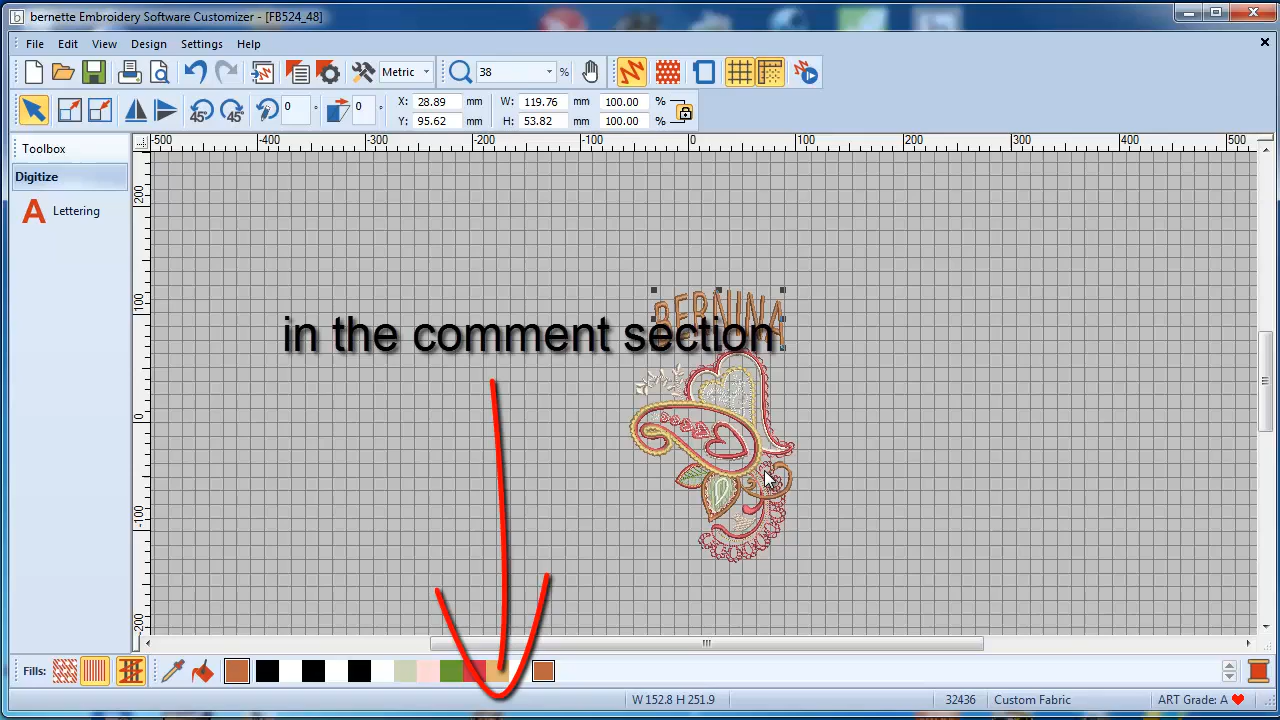 bernette Embroidery Software Customizer - [FB524_48]
File Edit View Design Settings Help
Metric 38 %
0 ° 0 ° X: 28.89 mm W: 119.76 mm 100.00 %
Y: 95.62 mm H: 53.82 mm 100.00 %
Toolbox
Digitize
A Lettering
-500 -400 -300 -200 -100 0 100 200 300 400 500
200
100
0
-100
-200
BERNINA
in the comment section
Fills:
W 152.8 H 251.9 32436 Custom Fabric ART Grade: A